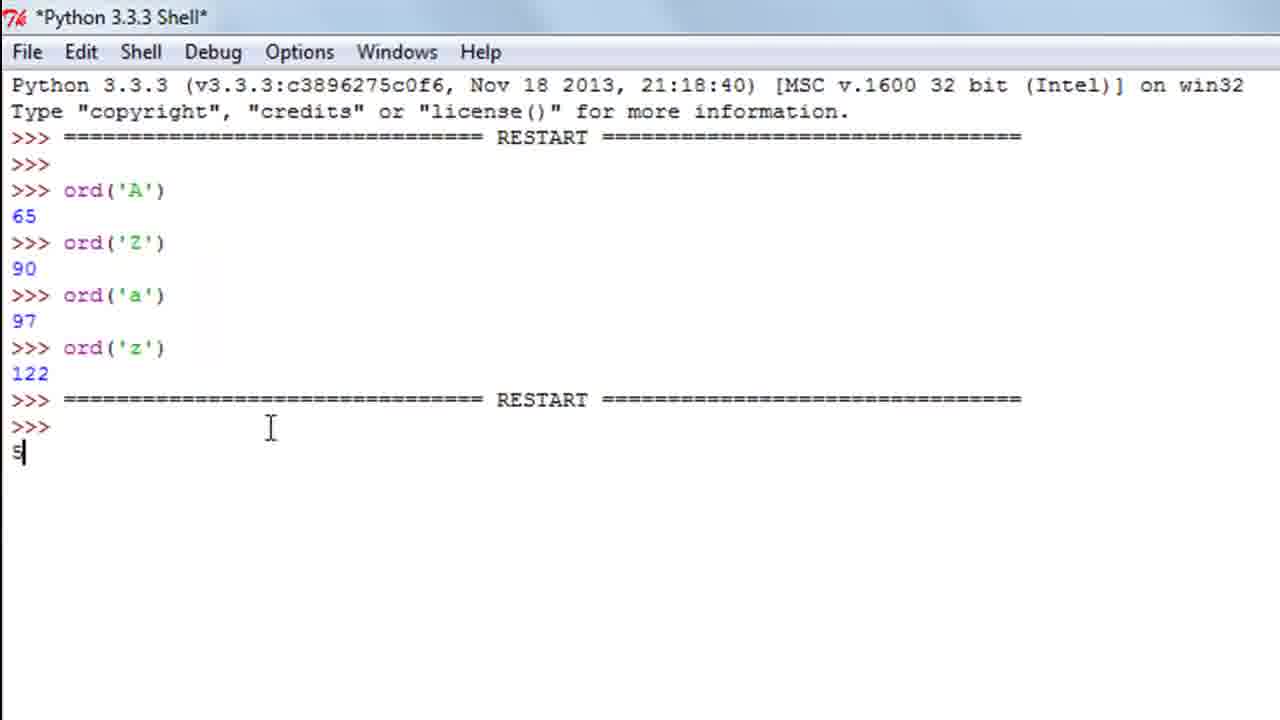 *Python 3.3.3 Shell*
File Edit Shell Debug Options Windows Help
Python 3.3.3 (v3.3.3:c3896275c0f6, Nov 18 2013, 21:18:40) [MSC v.1600 32 bit (Intel)] on win32
Type "copyright", "credits" or "license()" for more information.
>>> ================================ RESTART ================================
>>>
>>> ord('A')
65
>>> ord('Z')
90
>>> ord('a')
97
>>> ord('z')
122
>>> ================================ RESTART ================================
>>>
5